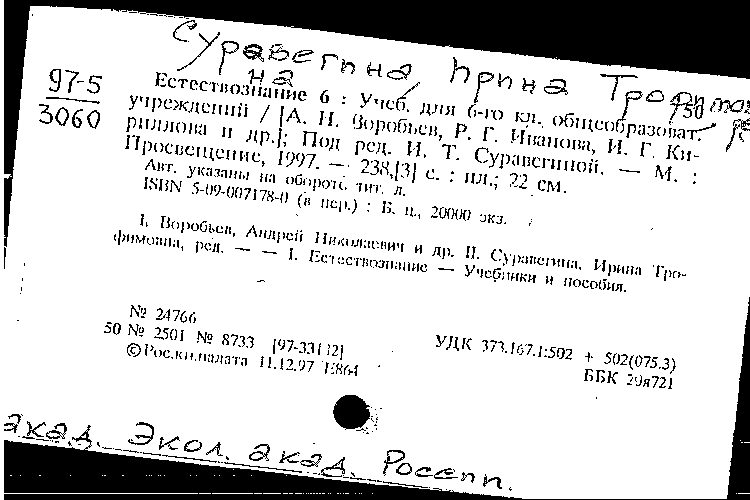 Суравегина, Ирина Трофимов
на ред
97-5
3060
Естествознание 6 : Учеб. для 6-го кл. общеобразоват.
учреждений / [А. Н. Воробьев, Р. Г. Иванова, И. Г. Ки-
риллова и др.]; Под ред. И. Т. Суравегиной. — М. :
Просвещение, 1997. — 238,[3] с. : ил.; 22 см.
Авт. указаны на обороте тит. л.
ISBN 5-09-007178-0 (в пер.) : Б. ц., 20000 экз.
I. Воробьев, Андрей Николаевич и др. II. Суравегина, Ирина Тро-
фимовна, ред. — — 1. Естествознание — Учебники и пособия.
№ 24766
50 № 2501 № 8733 [97-33112]
© Рос.кн.палата 11.12.97 Е864
УДК 373.167.1:502 + 502(075.3)
ББК 20я721
акад. Экол. акад. России.